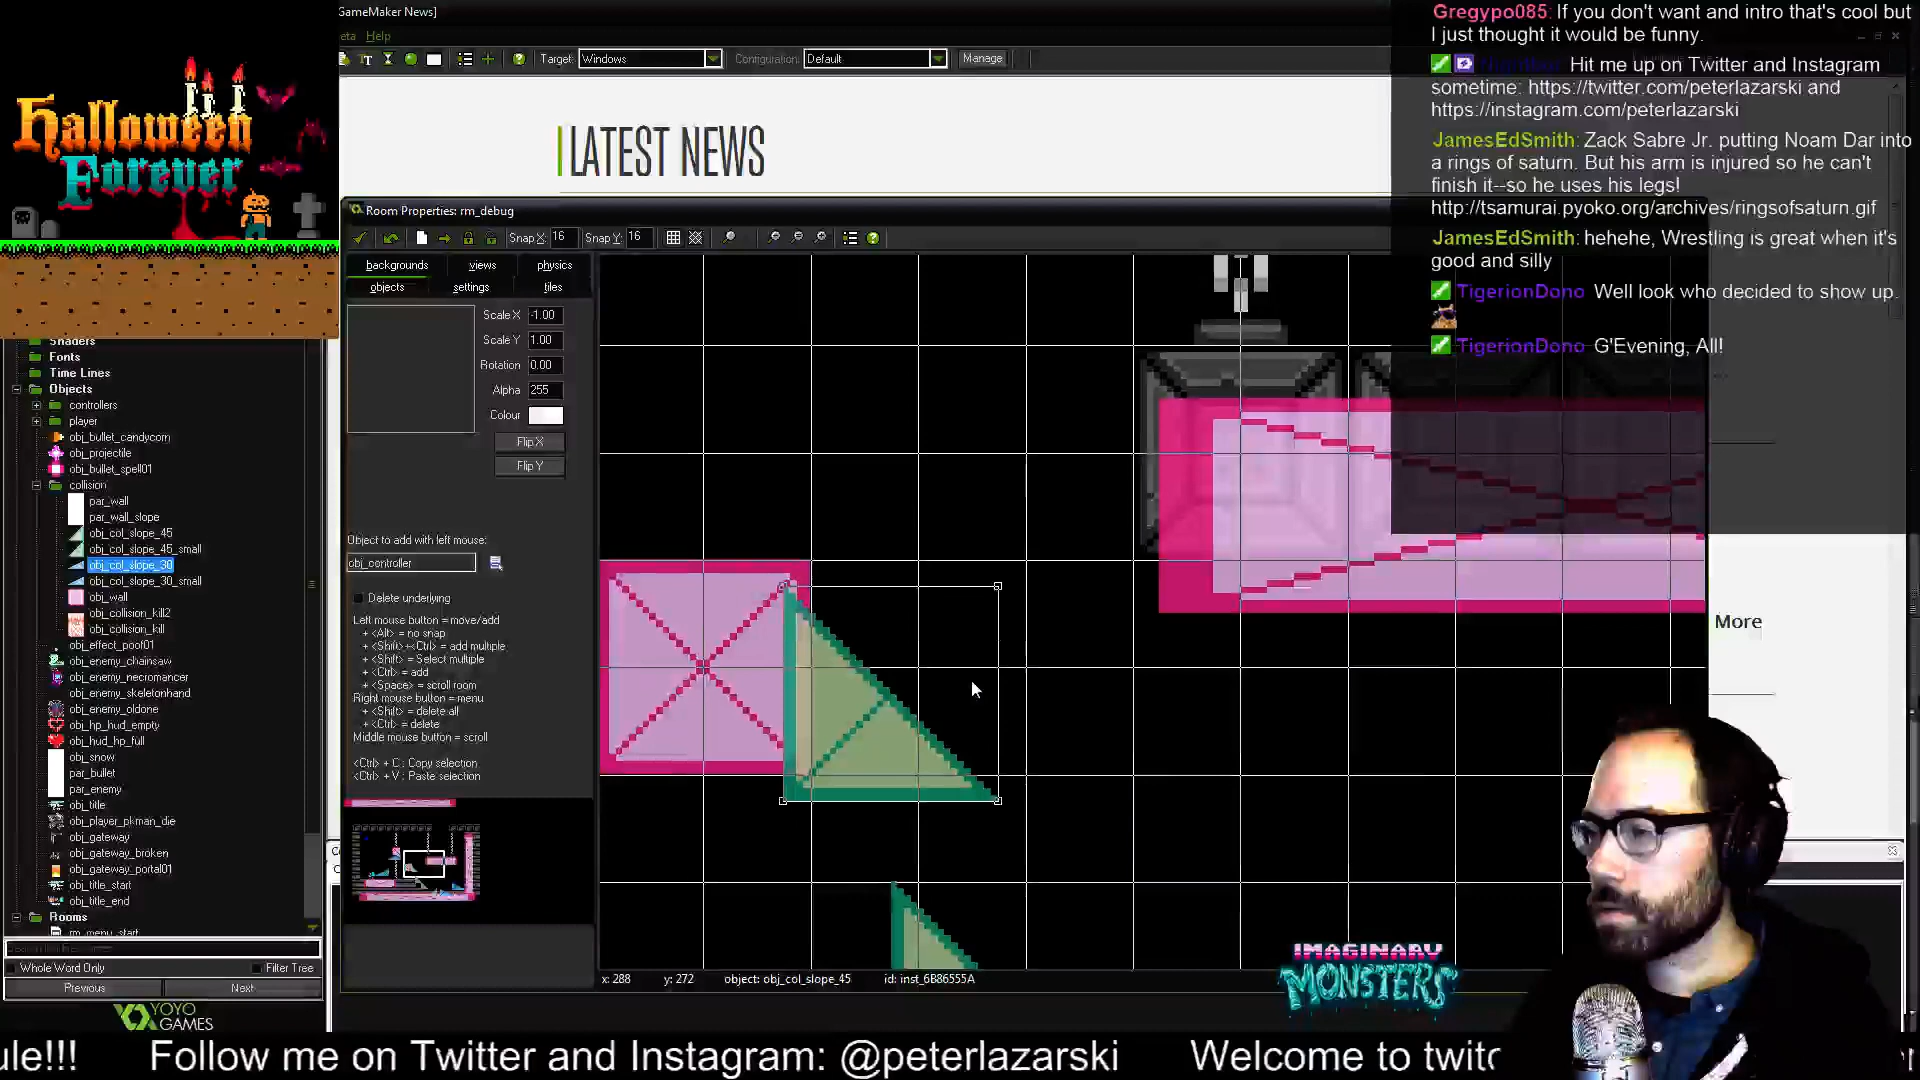 GameMaker News]
eta Help
Target: Windows Configuration: Default Manage
Halloween
Forever
LATEST NEWS
Room Properties: rm_debug
Snap X: 16 Snap Y: 16
backgrounds views physics
objects settings tiles
Scale X -1.00
Scale Y 1.00
Rotation 0.00
Alpha 255
Colour
Flip X
Flip Y
Object to add with left mouse:
obj_controller
Delete underlying
Left mouse button = move/add
+ <Alt> = no snap
+ <Shift>+<Ctrl> = add multiple
+ <Shift> = Select multiple
+ <Ctrl> = add
+ <Space> = scroll room
Right mouse button = menu
+ <Shift> = delete all
+ <Ctrl> = delete
Middle mouse button = scroll
<Ctrl> + C : Copy selection
<Ctrl> + V : Paste selection
Shaders
Fonts
Time Lines
Objects
controllers
player
obj_bullet_candycorn
obj_projectile
obj_bullet_spell01
collision
par_wall
par_wall_slope
obj_col_slope_45
obj_col_slope_45_small
obj_col_slope_30
obj_col_slope_30_small
obj_wall
obj_collision_kill2
obj_collision_kill
obj_effect_poof01
obj_enemy_chainsaw
obj_enemy_necromancer
obj_enemy_skeletonhand
obj_enemy_oldone
obj_hp_hud_empty
obj_hud_hp_full
obj_snow
par_bullet
par_enemy
obj_title
obj_player_pkman_die
obj_gateway
obj_gateway_broken
obj_gateway_portal01
obj_title_start
obj_title_end
Rooms
rm_menu_start
Whole Word Only Filter Tree
Previous Next
YOYO
GAMES
x: 288 y: 272 object: obj_col_slope_45 id: inst_6B86555A
Gregypo085: If you don't want and intro that's cool but
I just thought it would be funny.
Hit me up on Twitter and Instagram
sometime: https://twitter.com/peterlazarski and
https://instagram.com/peterlazarski
JamesEdSmith: Zack Sabre Jr. putting Noam Dar into
a rings of saturn. But his arm is injured so he can't
finish it--so he uses his legs!
http://tsamurai.pyoko.org/archives/ringsofsaturn.gif
JamesEdSmith: hehehe, Wrestling is great when it's
good and silly
TigerionDono Well look who decided to show up.
TigerionDono G'Evening, All!
More
IMAGINARY
MONSTERS
ule!!! Follow me on Twitter and Instagram: @peterlazarski Welcome to twitc